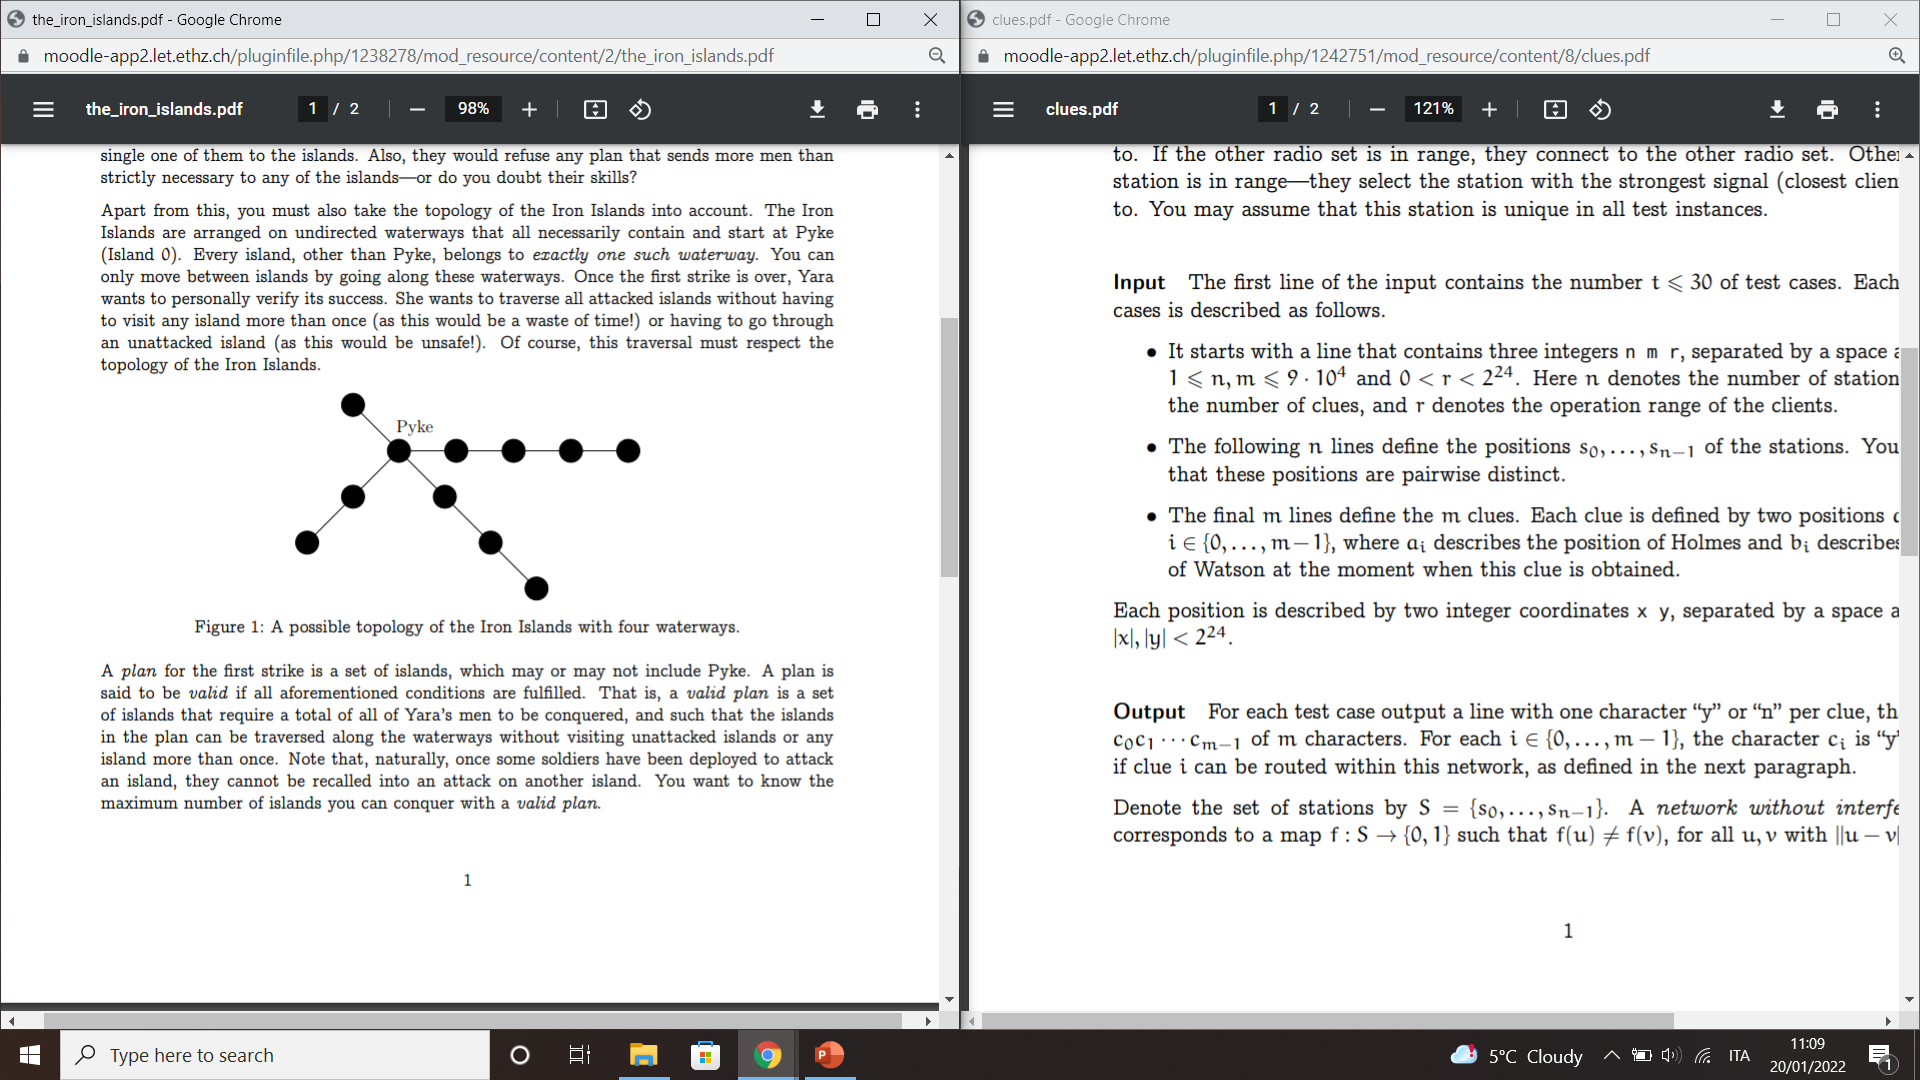 the_iron_islands.pdf - Google Chrome
moodle-app2.let.ethz.ch/pluginfile.php/1238278/mod_resource/content/2/the_iron_islands.pdf
the_iron_islands.pdf
1 / 2
98%
single one of them to the islands. Also, they would refuse any plan that sends more men than
strictly necessary to any of the islands—or do you doubt their skills?
Apart from this, you must also take the topology of the Iron Islands into account. The Iron
Islands are arranged on undirected waterways that all necessarily contain and start at Pyke
(Island 0). Every island, other than Pyke, belongs to exactly one such waterway. You can
only move between islands by going along these waterways. Once the first strike is over, Yara
wants to personally verify its success. She wants to traverse all attacked islands without having
to visit any island more than once (as this would be a waste of time!) or having to go through
an unattacked island (as this would be unsafe!). Of course, this traversal must respect the
topology of the Iron Islands.
Pyke
Figure 1: A possible topology of the Iron Islands with four waterways.
A plan for the first strike is a set of islands, which may or may not include Pyke. A plan is
said to be valid if all aforementioned conditions are fulfilled. That is, a valid plan is a set
of islands that require a total of all of Yara's men to be conquered, and such that the islands
in the plan can be traversed along the waterways without visiting unattacked islands or any
island more than once. Note that, naturally, once some soldiers have been deployed to attack
an island, they cannot be recalled into an attack on another island. You want to know the
maximum number of islands you can conquer with a valid plan.
1
clues.pdf - Google Chrome
moodle-app2.let.ethz.ch/pluginfile.php/1242751/mod_resource/content/8/clues.pdf
clues.pdf
1 / 2
121%
to. If the other radio set is in range, they connect to the other radio set. Other
station is in range—they select the station with the strongest signal (closest clien
to. You may assume that this station is unique in all test instances.
Input The first line of the input contains the number t ⩽ 30 of test cases. Each
cases is described as follows.
• It starts with a line that contains three integers n m r, separated by a space a
1 ⩽ n, m ⩽ 9 · 10⁴ and 0 < r < 2²⁴. Here n denotes the number of station
the number of clues, and r denotes the operation range of the clients.
• The following n lines define the positions s₀, . . . , sₙ₋₁ of the stations. You
that these positions are pairwise distinct.
• The final m lines define the m clues. Each clue is defined by two positions
i ∈ {0, . . . , m − 1}, where aᵢ describes the position of Holmes and bᵢ describes
of Watson at the moment when this clue is obtained.
Each position is described by two integer coordinates x y, separated by a space a
|x|, |y| < 2²⁴.
Output For each test case output a line with one character “y” or “n” per clue, th
c₀c₁ · · · cₘ₋₁ of m characters. For each i ∈ {0, . . . , m − 1}, the character cᵢ is “y”
if clue i can be routed within this network, as defined in the next paragraph.
Denote the set of stations by S = {s₀, . . . , sₙ₋₁}. A network without interfe
corresponds to a map f : S → {0, 1} such that f(u) ≠ f(v), for all u, v with ||u − v|
1
Type here to search
5°C Cloudy
ITA
11:09
20/01/2022
1